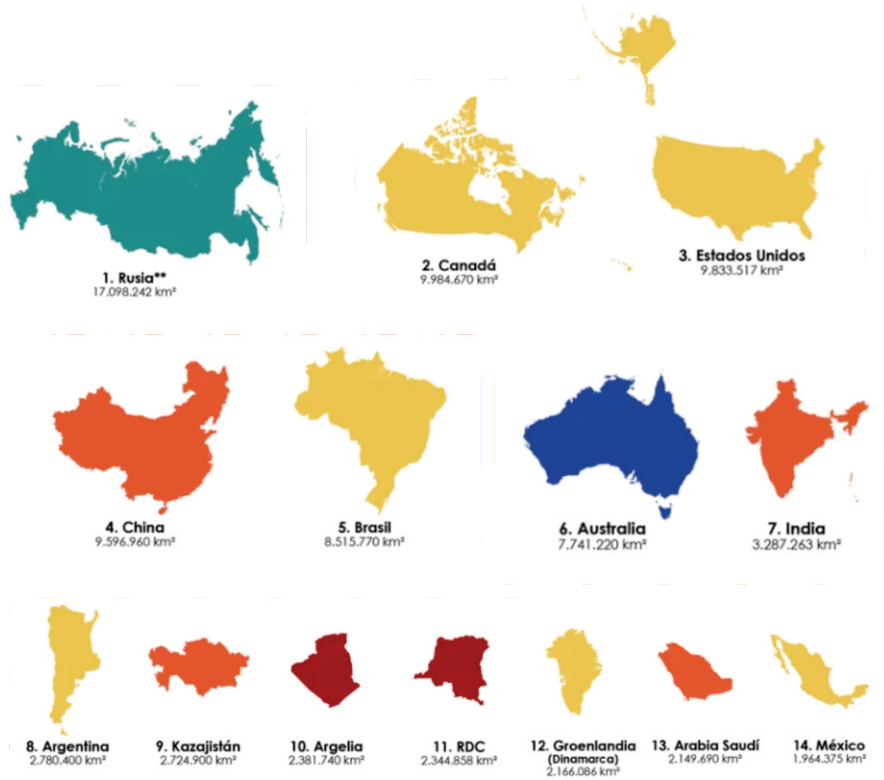 1. Rusia**
17.098.242 km²
2. Canadá
9.984.670 km²
3. Estados Unidos
9.833.517 km²
4. China
9.596.960 km²
5. Brasil
8.515.770 km²
6. Australia
7.741.220 km²
7. India
3.287.263 km²
8. Argentina
2.780.400 km²
9. Kazajistán
2.724.900 km²
10. Argelia
2.381.740 km²
11. RDC
2.344.858 km²
12. Groenlandia
(Dinamarca)
2.166.086 km²
13. Arabia Saudí
2.149.690 km²
14. México
1.964.375 km²